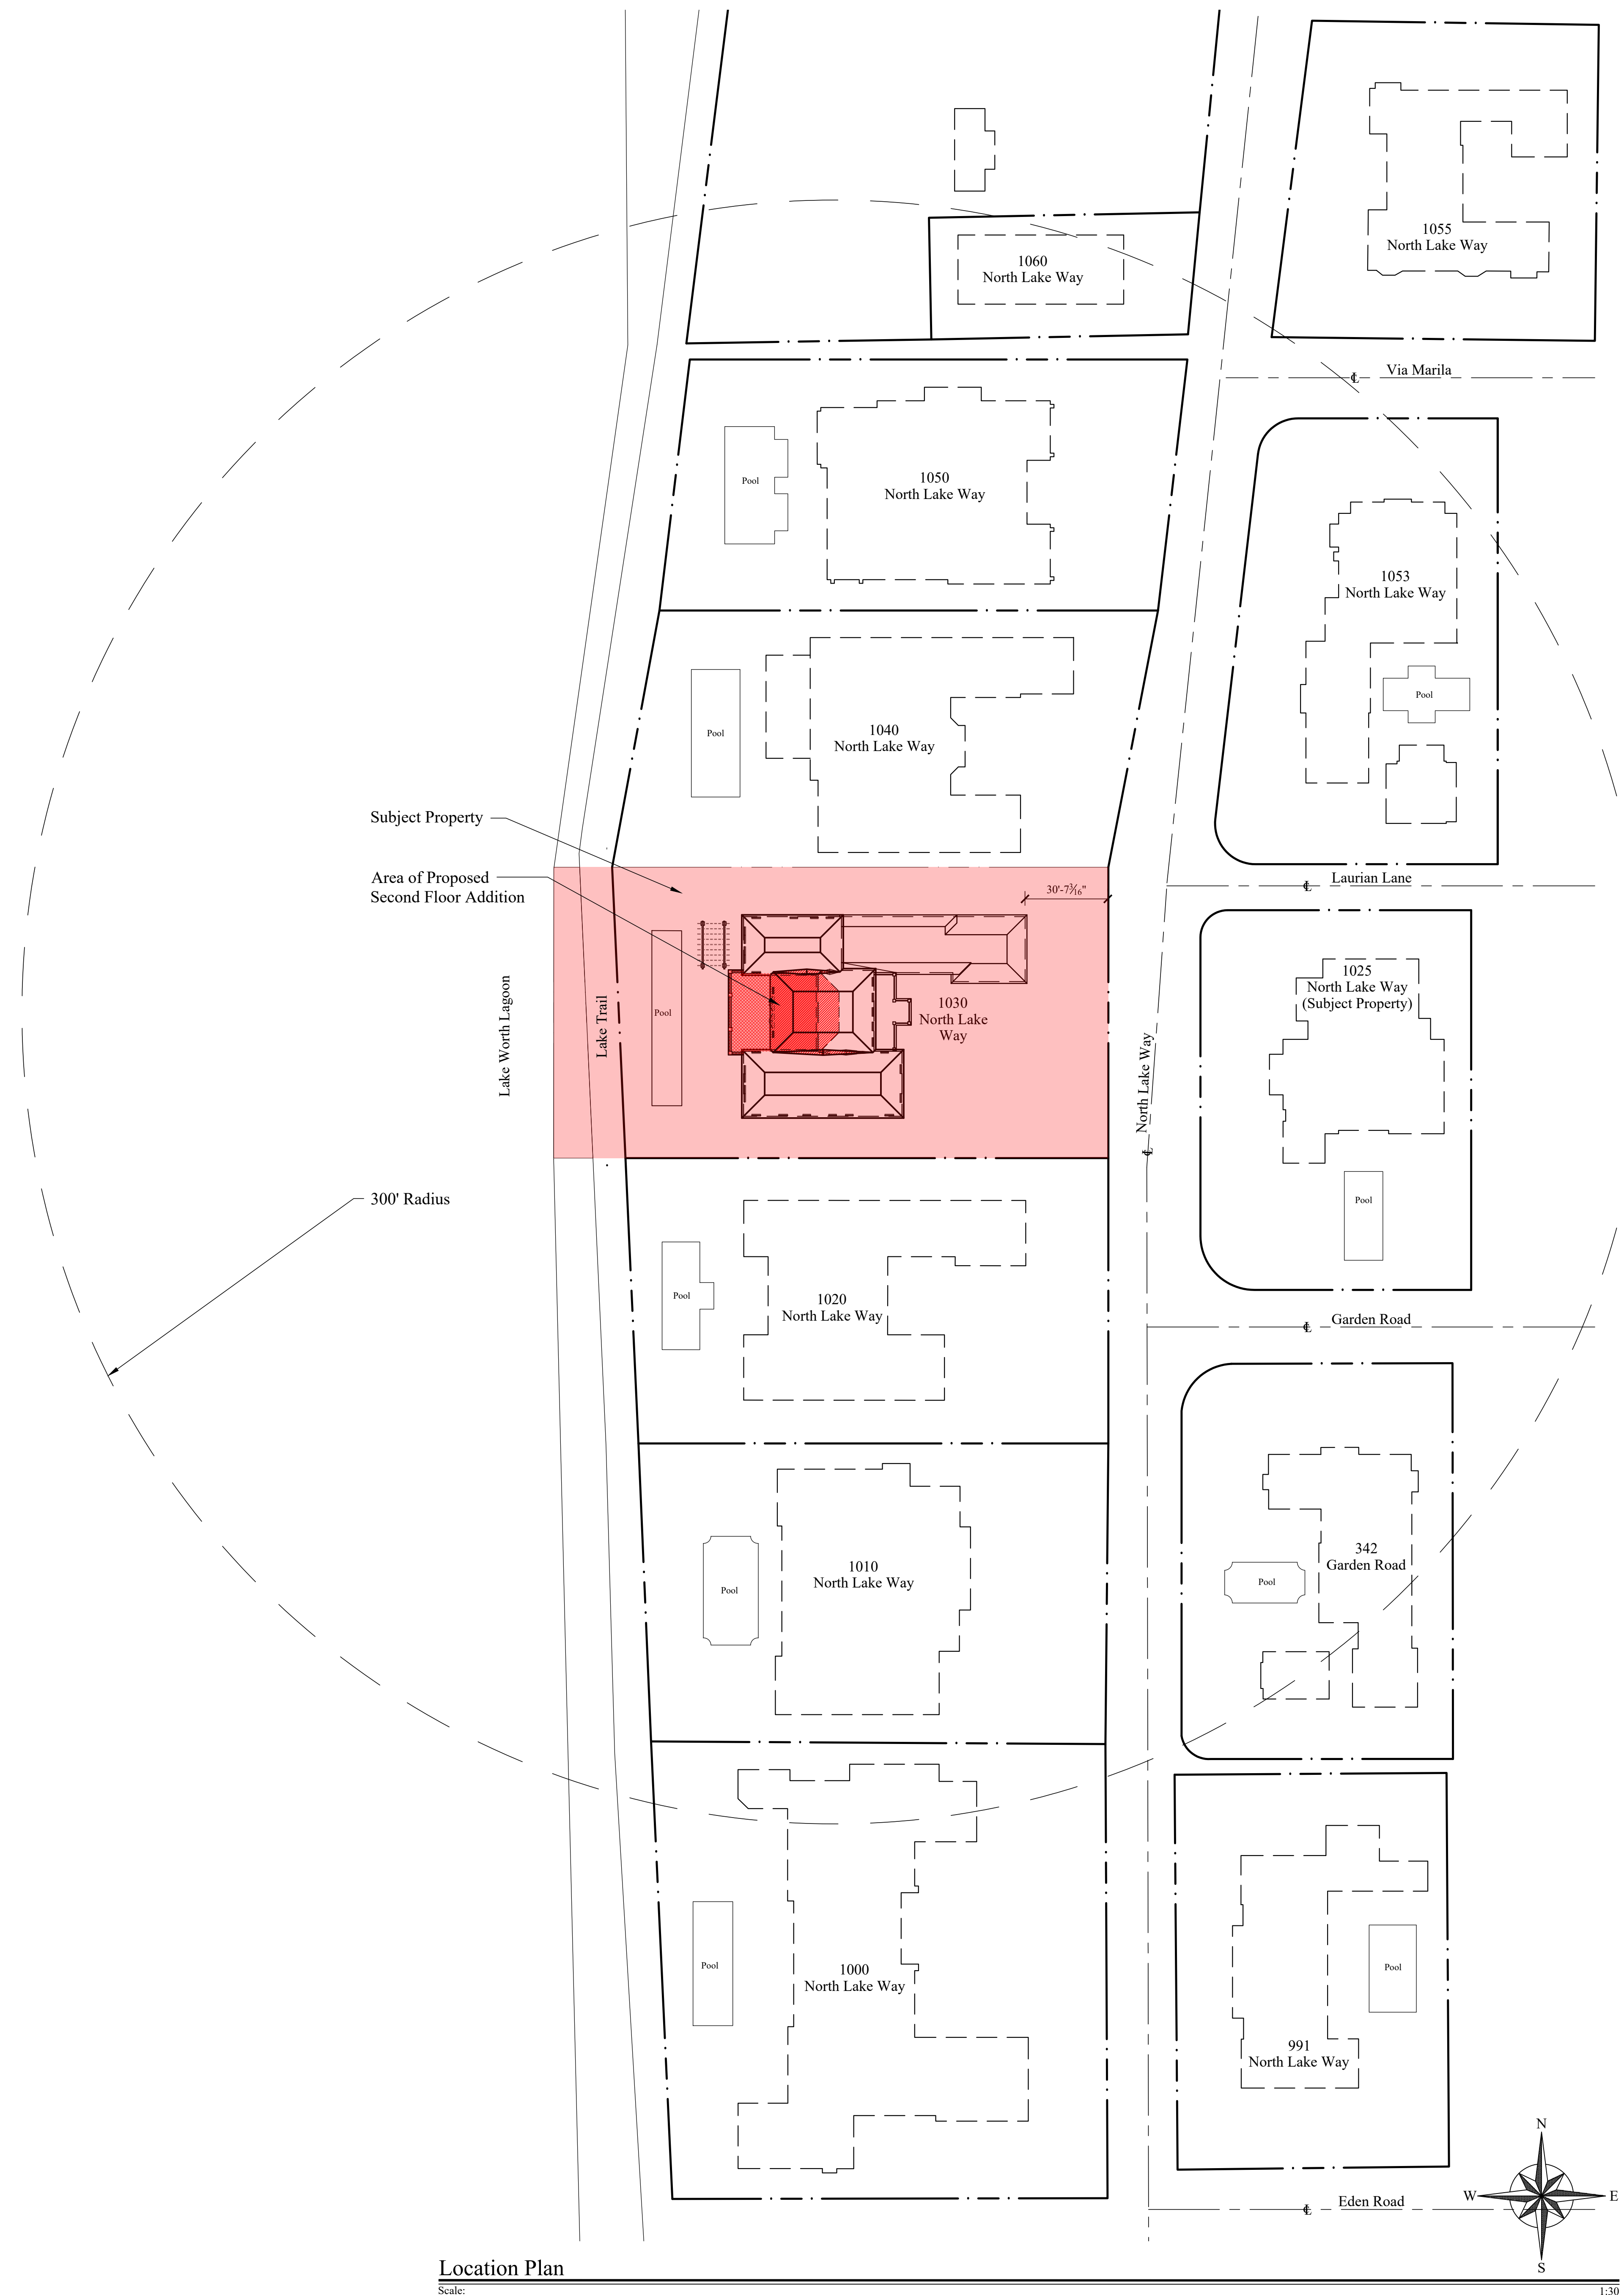 1055
North Lake Way
1060
North Lake Way
℄
Via Marila
Pool
1050
North Lake Way
1053
North Lake Way
Pool
Pool
1040
North Lake Way
Subject Property
Area of Proposed
Second Floor Addition
℄
Laurian Lane
30'-7 3/16"
Lake Worth Lagoon
Lake Trail
Pool
1030
North Lake
Way
North Lake Way
℄
1025
North Lake Way
(Subject Property)
Pool
300' Radius
Pool
1020
North Lake Way
℄
Garden Road
342
Garden Road
Pool
Pool
1010
North Lake Way
Pool
1000
North Lake Way
Pool
991
North Lake Way
℄
Eden Road
N
W
E
S
Location Plan
Scale:
1:30